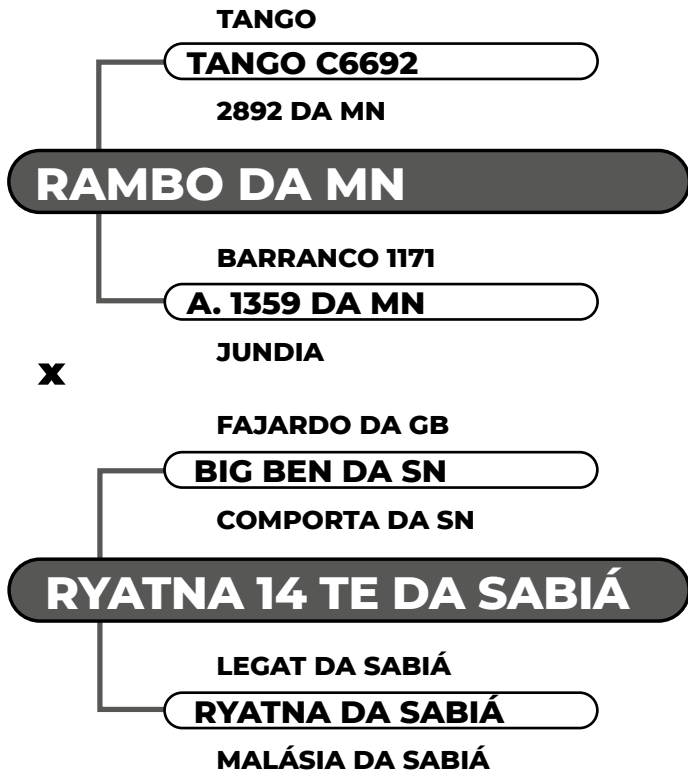 TANGO
TANGO C6692
2892 DA MN
RAMBO DA MN
BARRANCO 1171
A. 1359 DA MN
JUNDIA
x
FAJARDO DA GB
BIG BEN DA SN
COMPORTA DA SN
RYATNA 14 TE DA SABIÁ
LEGAT DA SABIÁ
RYATNA DA SABIÁ
MALÁSIA DA SABIÁ